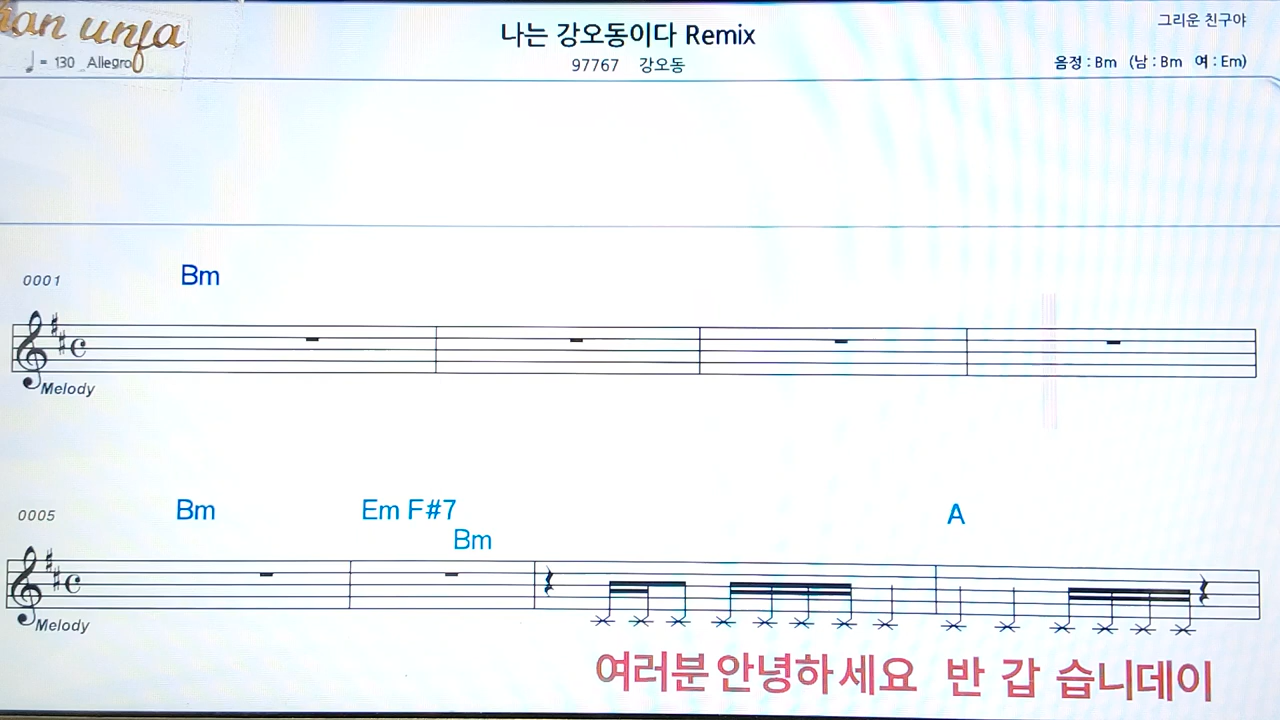 나는 강오동이다 Remix
그리운 친구야
♩ = 130 Allegro
97767 강오동
음정 : Bm (남 : Bm 여 : Em)
Bm
0001
Melody
Bm
Em F#7
A
0005
Bm
Melody
여러분 안녕하세요 반 갑 습니데이